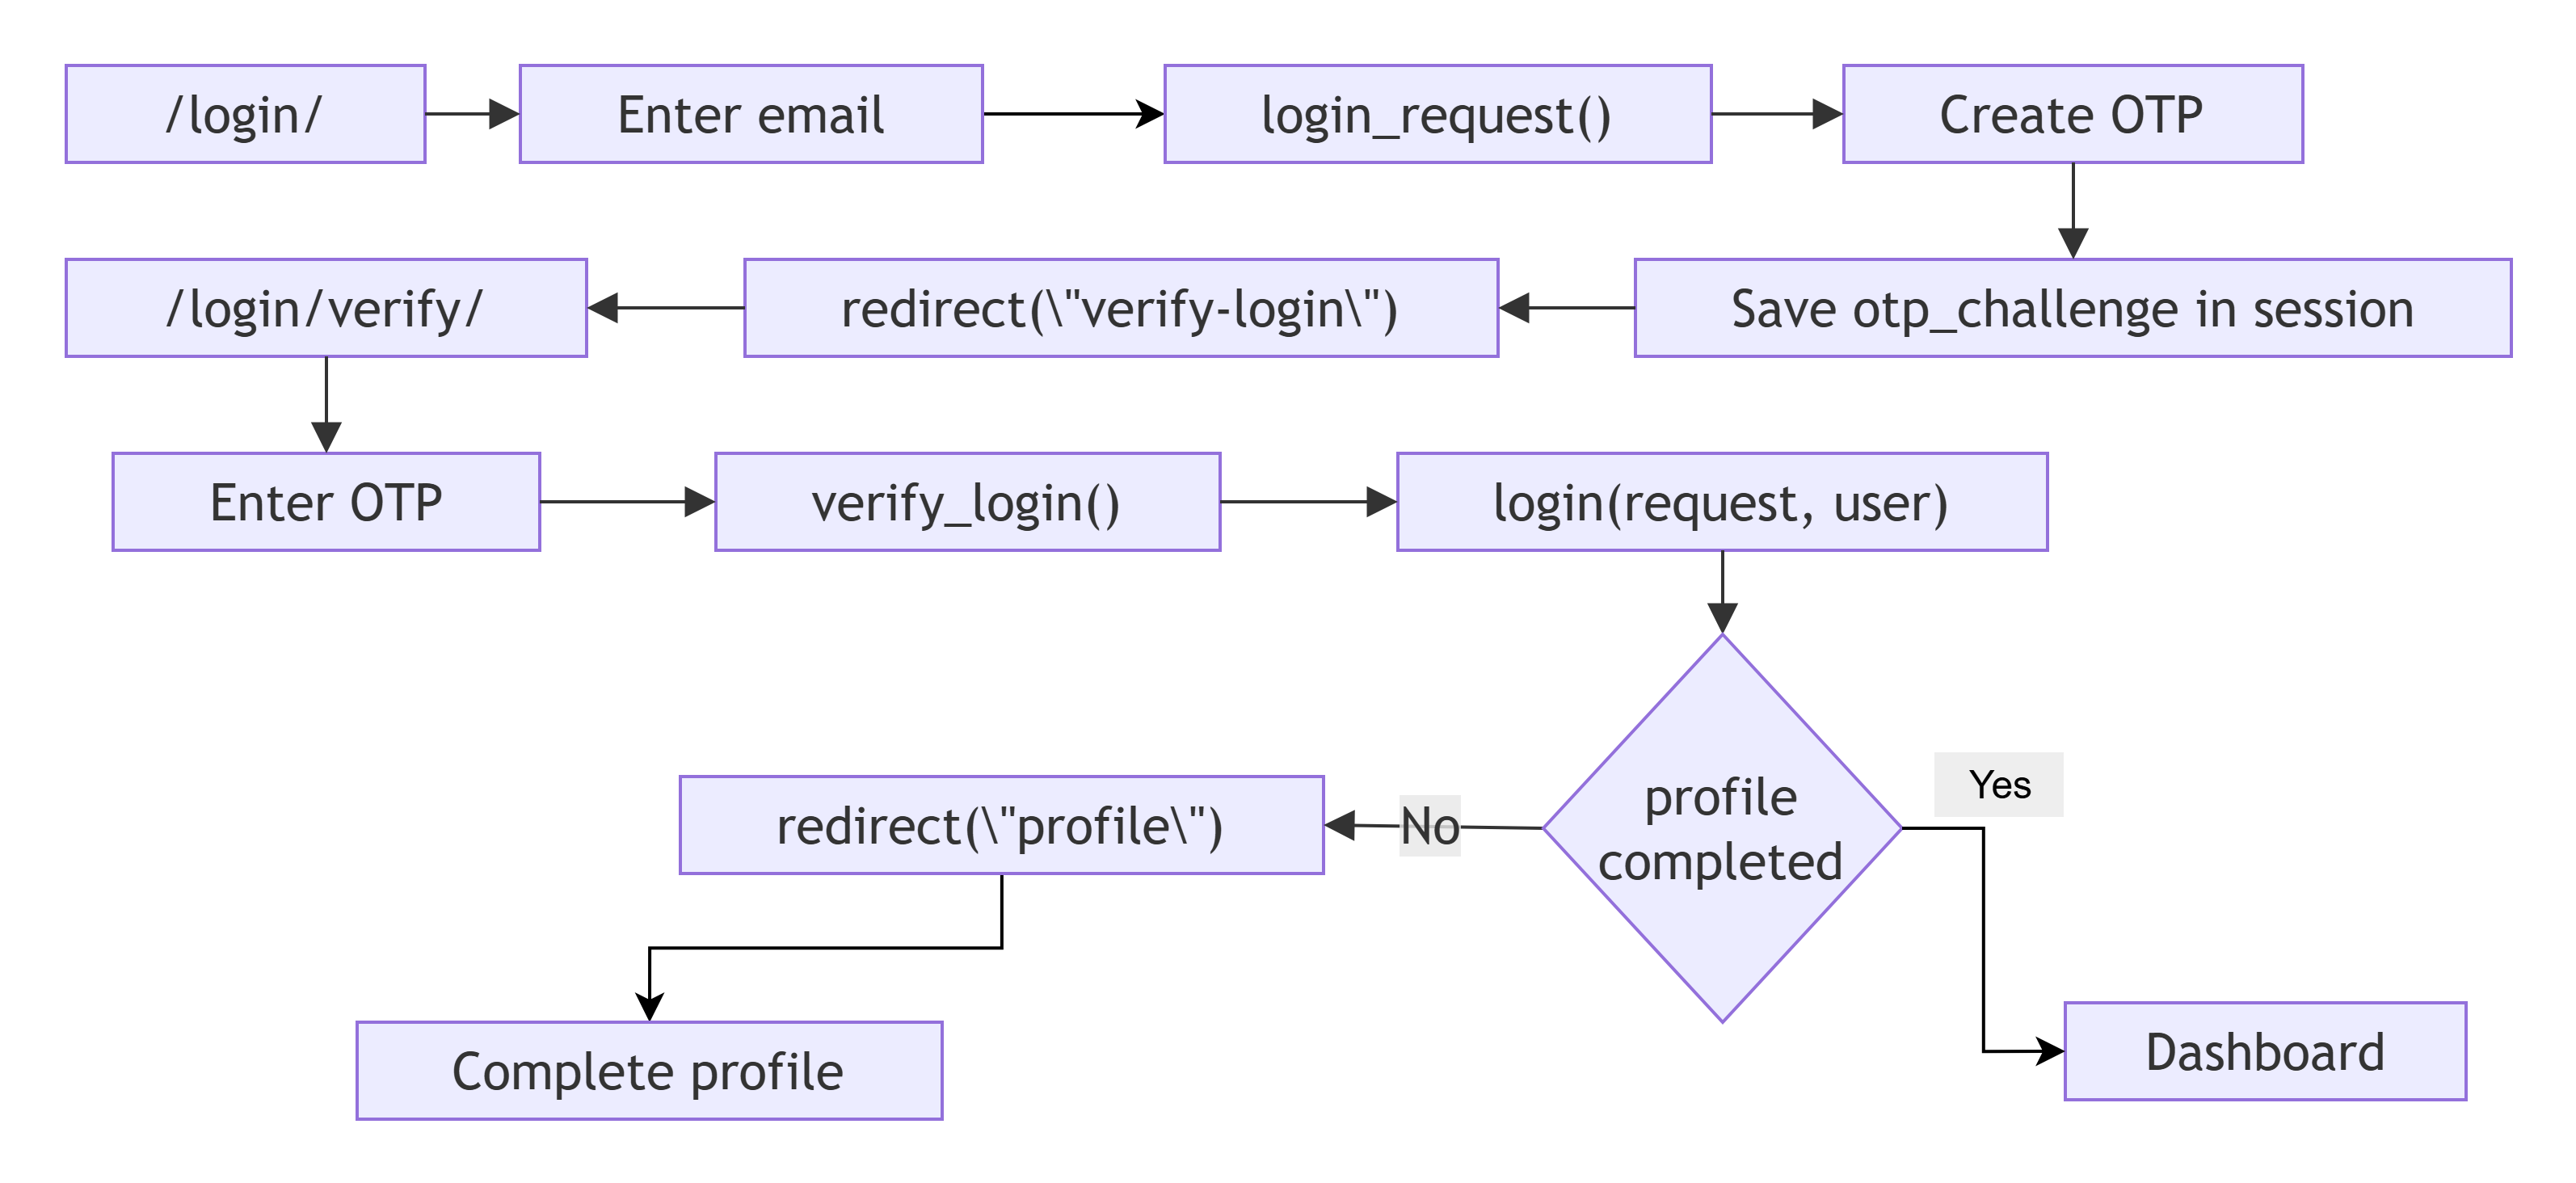 /login/
Enter email
login_request()
Create OTP
/login/verify/
redirect(\"verify-login\")
Save otp_challenge in session
Enter OTP
verify_login()
login(request, user)
redirect(\"profile\")
No
profile
completed
Yes
Complete profile
Dashboard